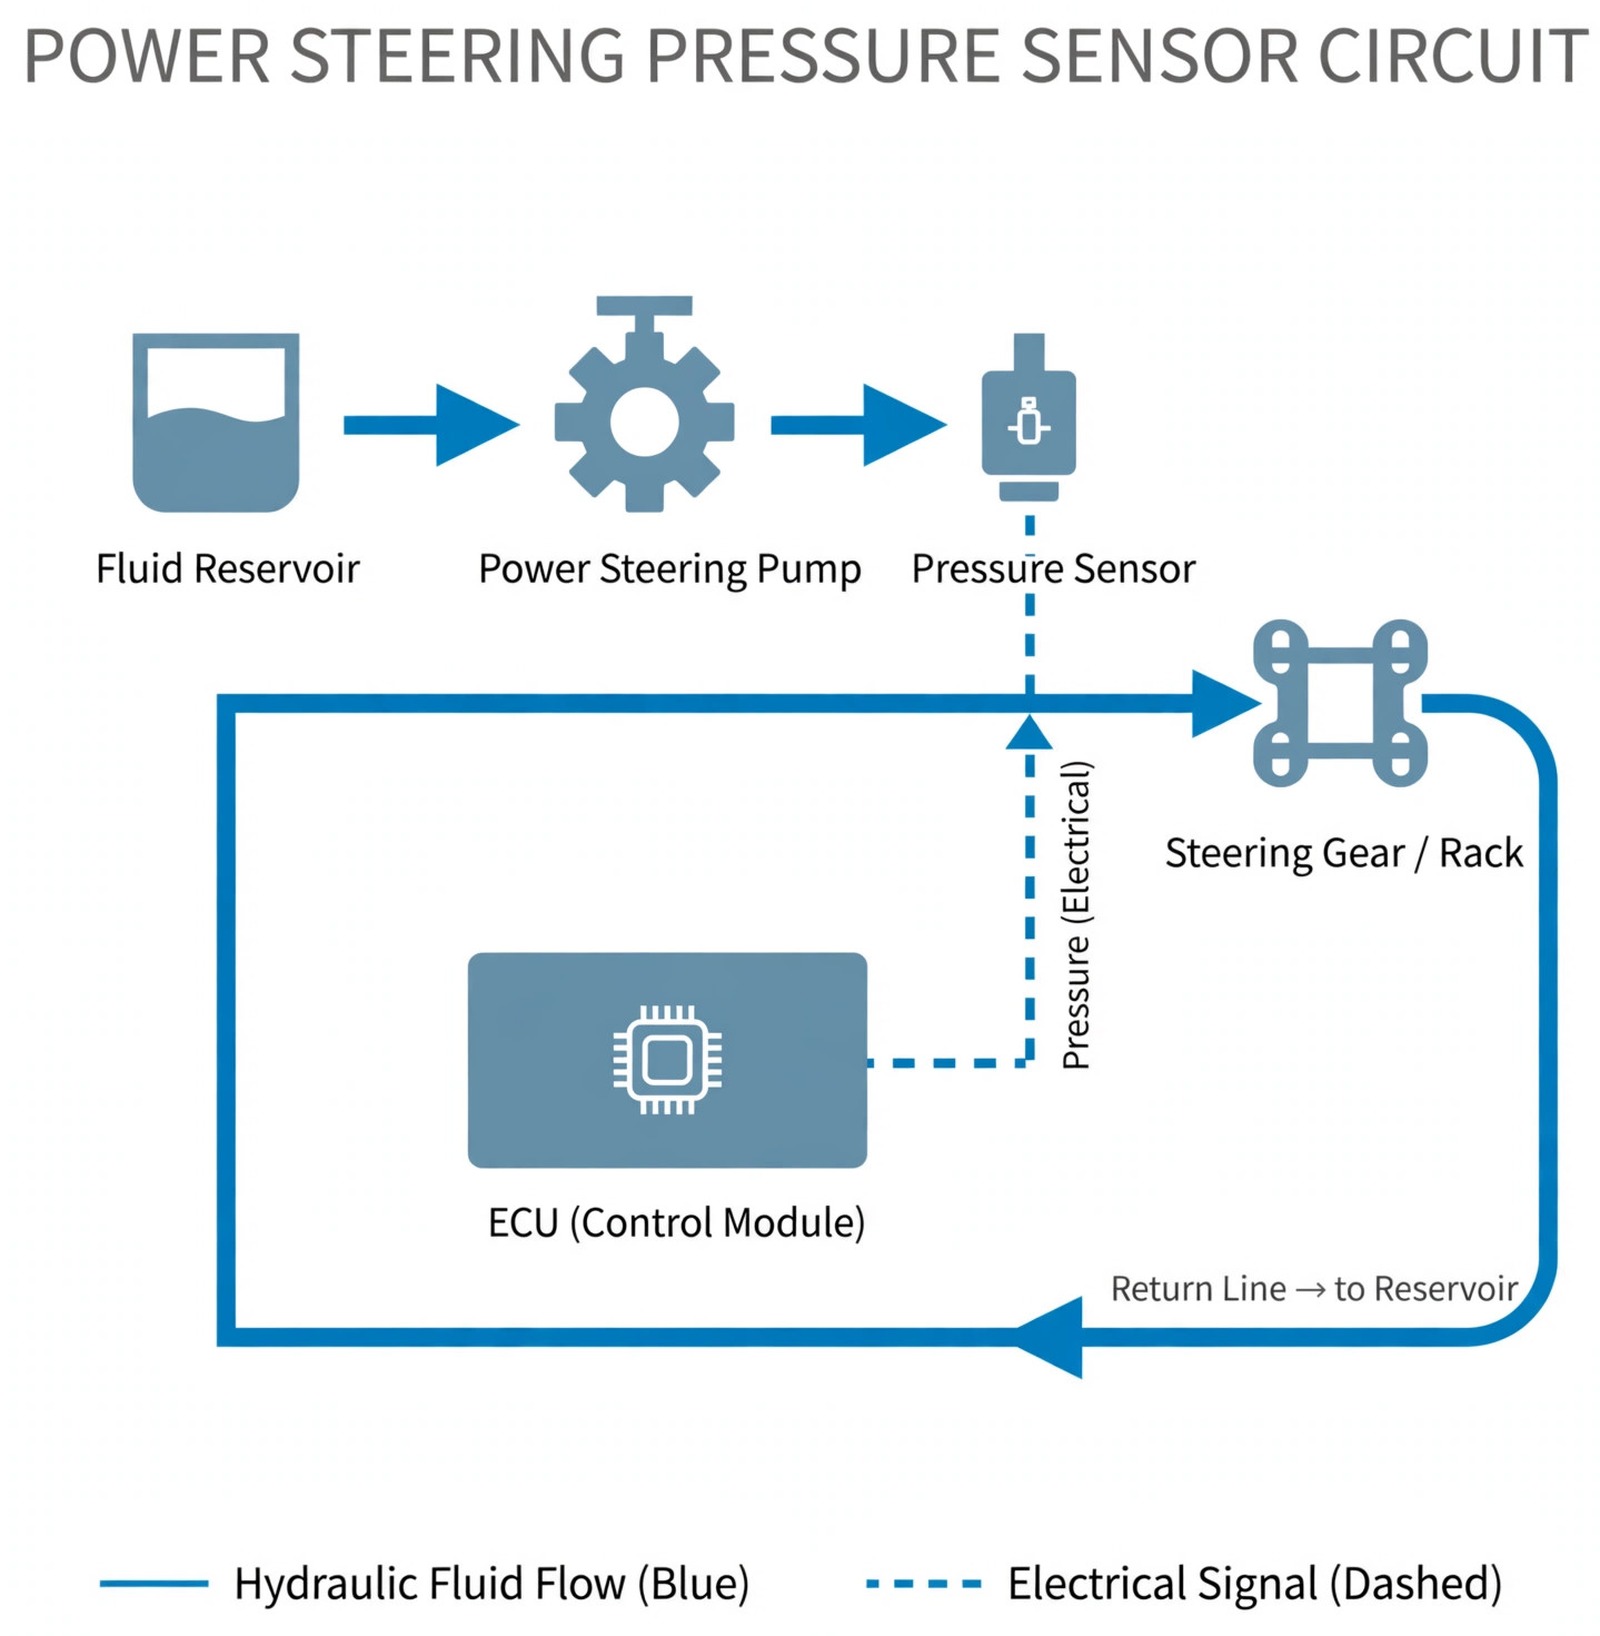 POWER STEERING PRESSURE SENSOR CIRCUIT
Fluid Reservoir
Power Steering Pump
Pressure Sensor
Steering Gear / Rack
Pressure (Electrical)
ECU (Control Module)
Return Line → to Reservoir
Hydraulic Fluid Flow (Blue)
Electrical Signal (Dashed)